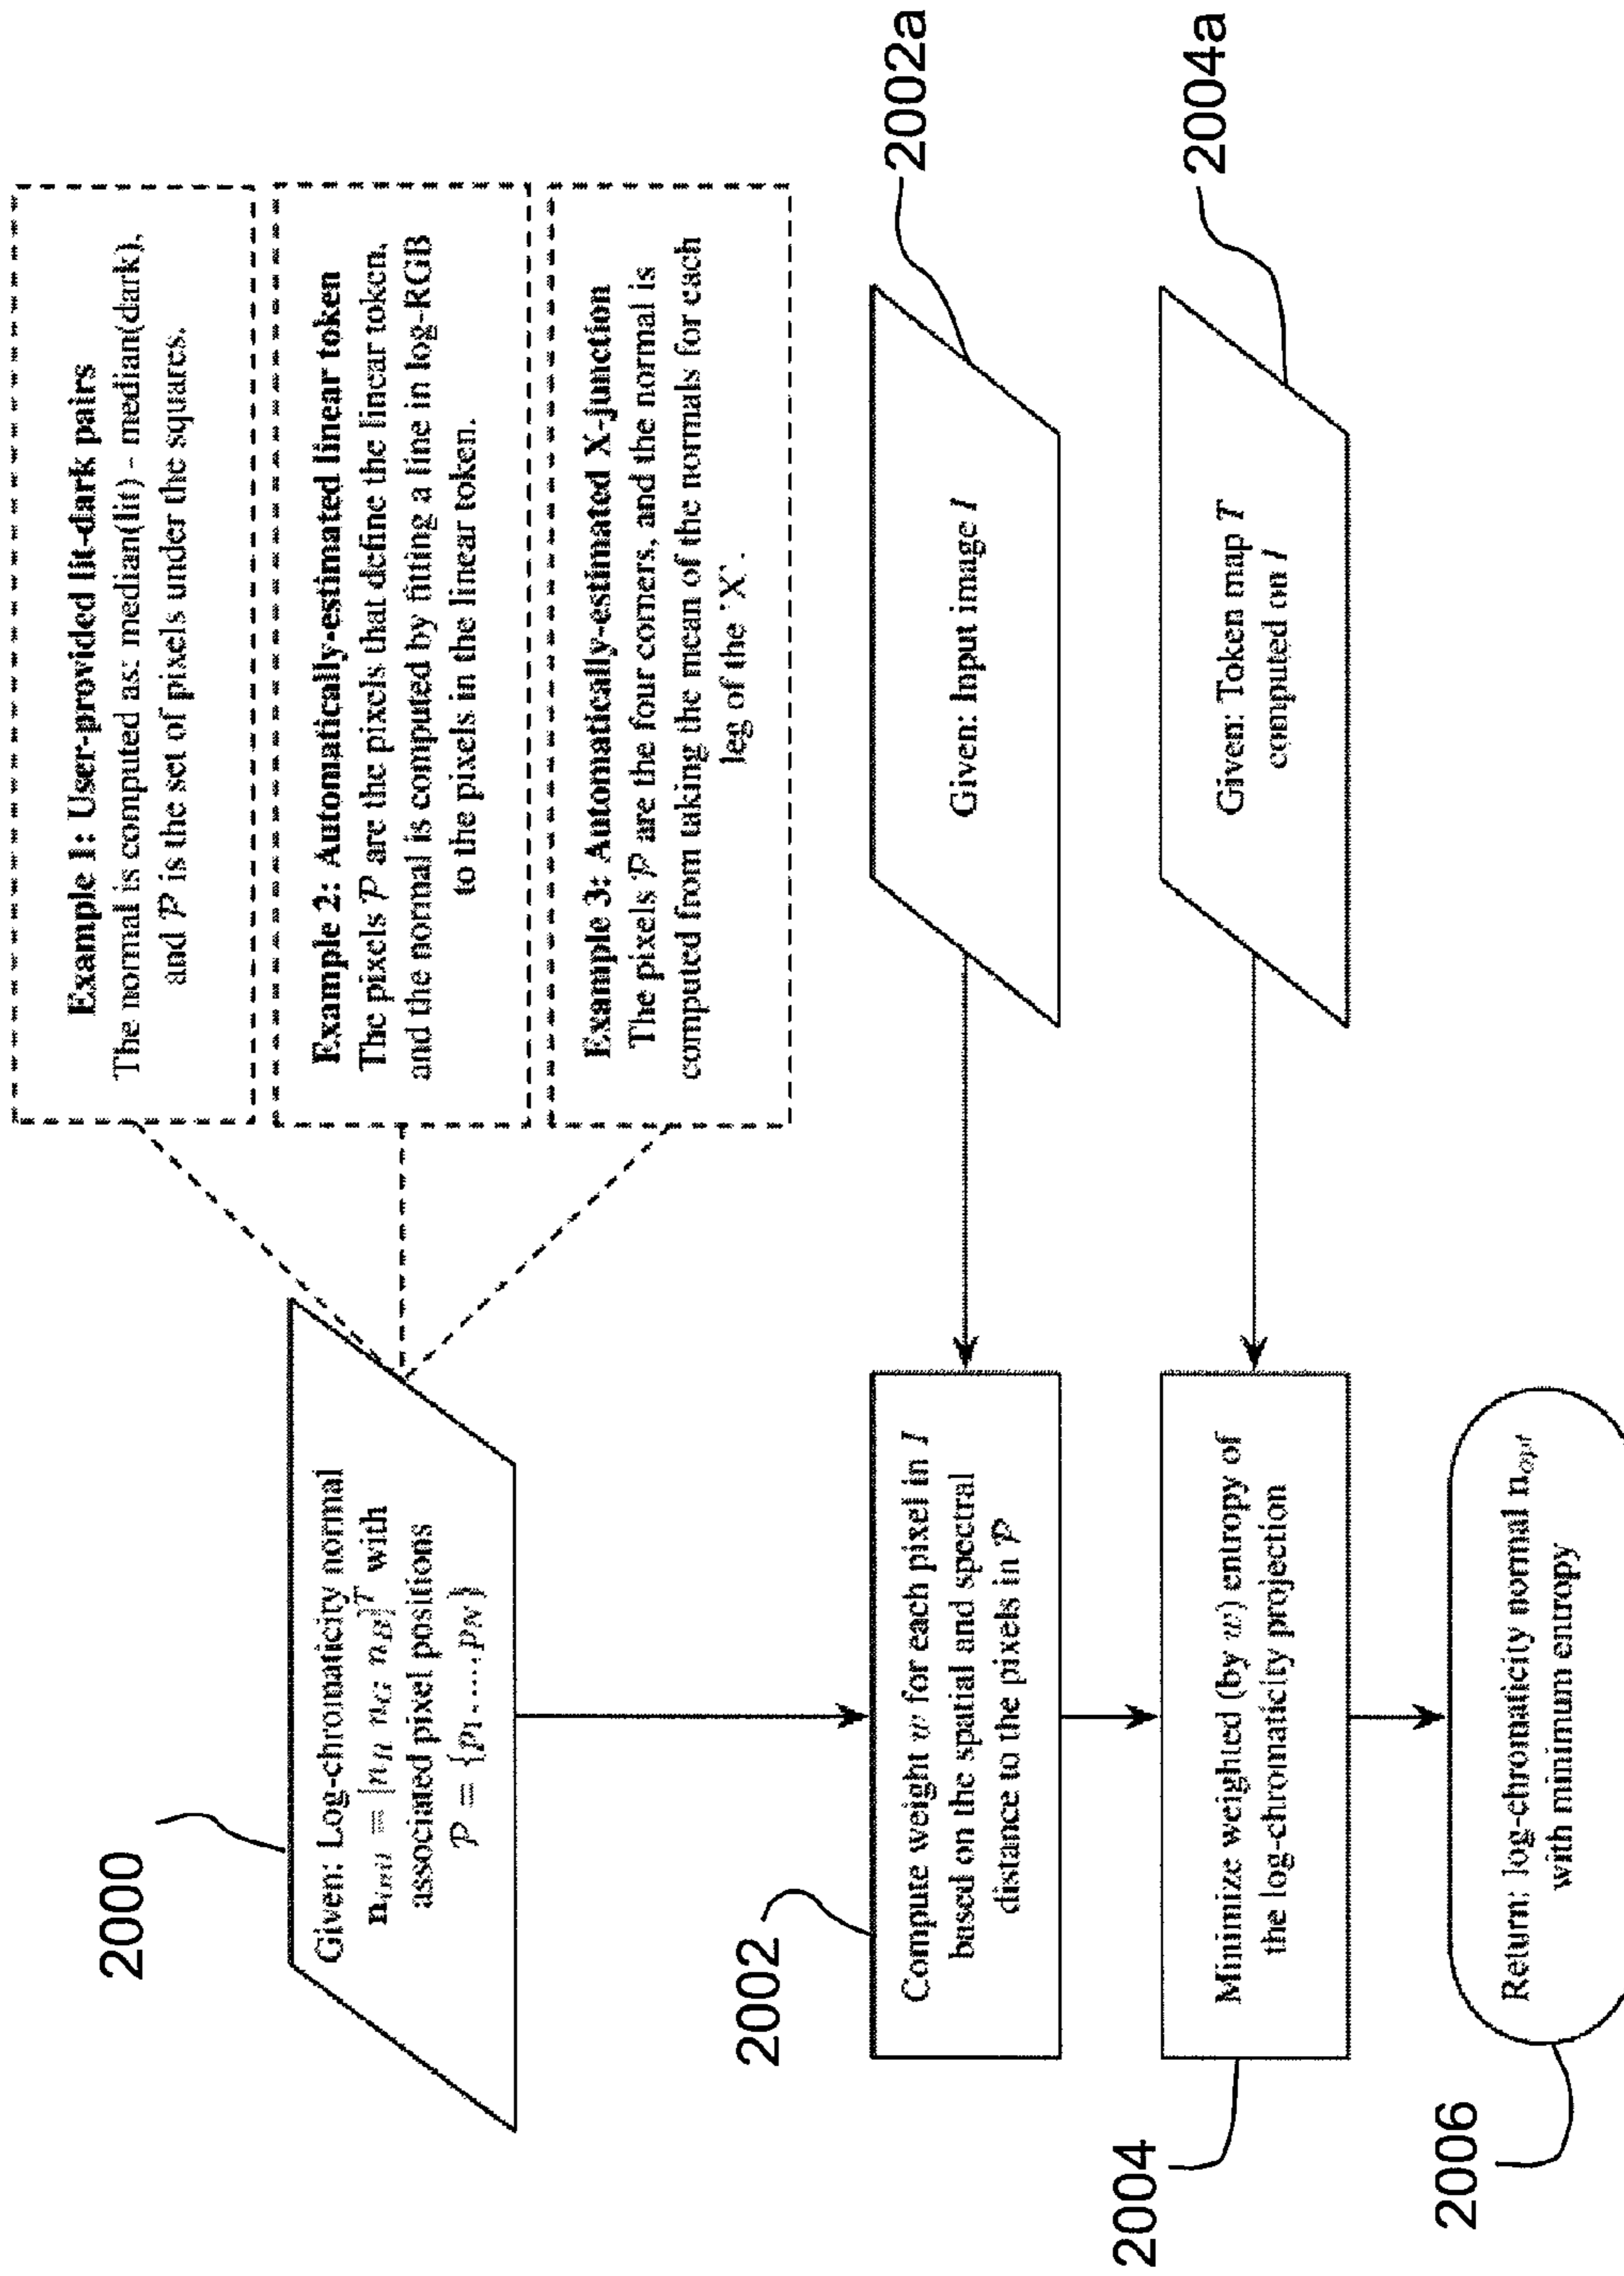 2000
Given: Log-chromaticity normal
n_init = [n_R n_G n_B]^T with
associated pixel positions
P = {p_1, ..., p_N}
Example 1: User-provided lit-dark pairs
The normal is computed as: median(lit) - median(dark),
and P is the set of pixels under the squares.
Example 2: Automatically-estimated linear token
The pixels P are the pixels that define the linear token,
and the normal is computed by fitting a line in log-RGB
to the pixels in the linear token.
Example 3: Automatically-estimated X-junction
The pixels P are the four corners, and the normal is
computed from taking the mean of the normals for each
leg of the 'X'.
2002
Compute weight w for each pixel in I
based on the spatial and spectral
distance to the pixels in P
Given: Input image I
2002a
2004
Minimize weighted (by w) entropy of
the log-chromaticity projection
Given: Token map T
computed on I
2004a
2006
Return: log-chromaticity normal n_opt
with minimum entropy